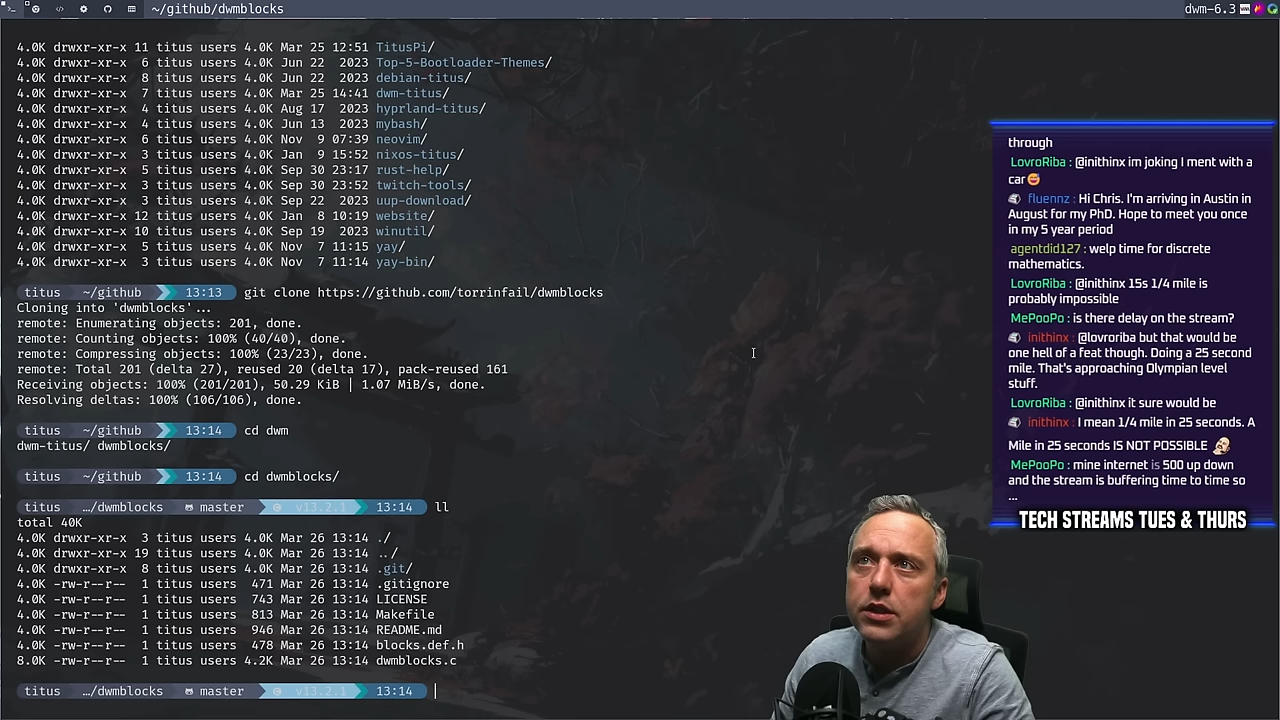 ~/github/dwmblocks
dwm-6.3
4.0K drwxr-xr-x 11 titus users 4.0K Mar 25 12:51 TitusPi/
4.0K drwxr-xr-x  6 titus users 4.0K Jun 22  2023 Top-5-Bootloader-Themes/
4.0K drwxr-xr-x  8 titus users 4.0K Jun 22  2023 debian-titus/
4.0K drwxr-xr-x  7 titus users 4.0K Mar 25 14:41 dwm-titus/
4.0K drwxr-xr-x  4 titus users 4.0K Aug 17  2023 hyprland-titus/
4.0K drwxr-xr-x  4 titus users 4.0K Jun 13  2023 mybash/
4.0K drwxr-xr-x  6 titus users 4.0K Nov  9 07:39 neovim/
4.0K drwxr-xr-x  3 titus users 4.0K Jan  9 15:52 nixos-titus/
4.0K drwxr-xr-x  5 titus users 4.0K Sep 30 23:17 rust-help/
4.0K drwxr-xr-x  3 titus users 4.0K Sep 30 23:52 twitch-tools/
4.0K drwxr-xr-x  3 titus users 4.0K Sep 22  2023 uup-download/
4.0K drwxr-xr-x 12 titus users 4.0K Jan  8 10:19 website/
4.0K drwxr-xr-x 10 titus users 4.0K Sep 19  2023 winutil/
4.0K drwxr-xr-x  5 titus users 4.0K Nov  7 11:15 yay/
4.0K drwxr-xr-x  3 titus users 4.0K Nov  7 11:14 yay-bin/
titus ~/github 13:13 git clone https://github.com/torrinfail/dwmblocks
Cloning into 'dwmblocks'...
remote: Enumerating objects: 201, done.
remote: Counting objects: 100% (40/40), done.
remote: Compressing objects: 100% (23/23), done.
remote: Total 201 (delta 27), reused 20 (delta 17), pack-reused 161
Receiving objects: 100% (201/201), 50.29 KiB | 1.07 MiB/s, done.
Resolving deltas: 100% (106/106), done.
titus ~/github 13:14 cd dwm
dwm-titus/ dwmblocks/
titus ~/github 13:14 cd dwmblocks/
titus …/dwmblocks master v13.2.1 13:14 ll
total 40K
4.0K drwxr-xr-x  3 titus users 4.0K Mar 26 13:14 ./
4.0K drwxr-xr-x 19 titus users 4.0K Mar 26 13:14 ../
4.0K drwxr-xr-x  8 titus users 4.0K Mar 26 13:14 .git/
4.0K -rw-r--r--  1 titus users  471 Mar 26 13:14 .gitignore
4.0K -rw-r--r--  1 titus users  743 Mar 26 13:14 LICENSE
4.0K -rw-r--r--  1 titus users  813 Mar 26 13:14 Makefile
4.0K -rw-r--r--  1 titus users  946 Mar 26 13:14 README.md
4.0K -rw-r--r--  1 titus users  478 Mar 26 13:14 blocks.def.h
8.0K -rw-r--r--  1 titus users 4.2K Mar 26 13:14 dwmblocks.c
titus …/dwmblocks master v13.2.1 13:14
through
LovroRiba : @inithinx im joking I ment with a
car😅
fluennz : Hi Chris. I'm arriving in Austin in
August for my PhD. Hope to meet you once
in my 5 year period
agentdid127 : welp time for discrete
mathematics.
LovroRiba : @inithinx 15s 1/4 mile is
probably impossible
MePooPo : is there delay on the stream?
inithinx : @lovroriba but that would be
one hell of a feat though. Doing a 25 second
mile. That's approaching Olympian level
stuff.
LovroRiba : @inithinx it sure would be
inithinx : I mean 1/4 mile in 25 seconds. A
Mile in 25 seconds IS NOT POSSIBLE
MePooPo : mine internet is 500 up down
and the stream is buffering time to time so
...
TECH STREAMS TUES & THURS